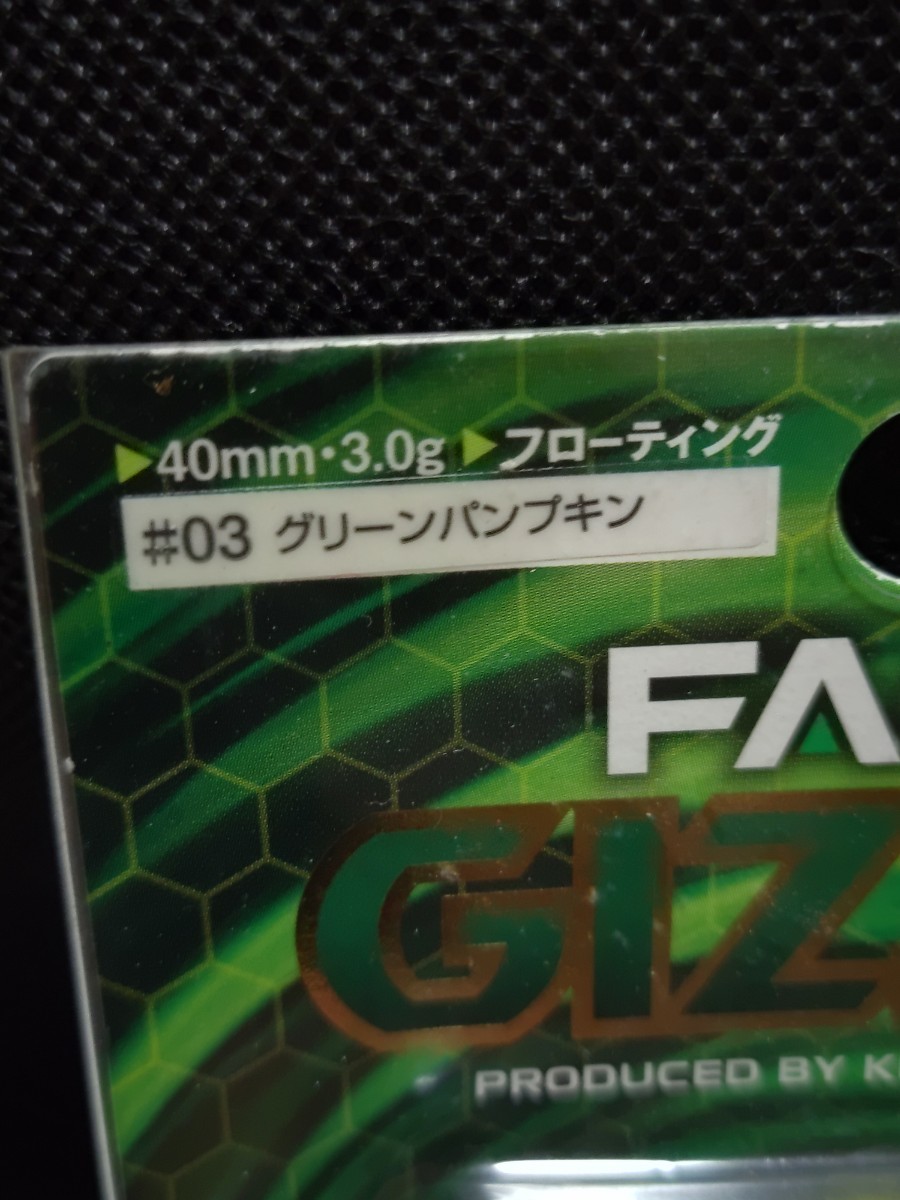 ▶40mm・3.0g ▶フローティング
#03 グリーンパンプキン
FA
GIZ
PRODUCED BY K